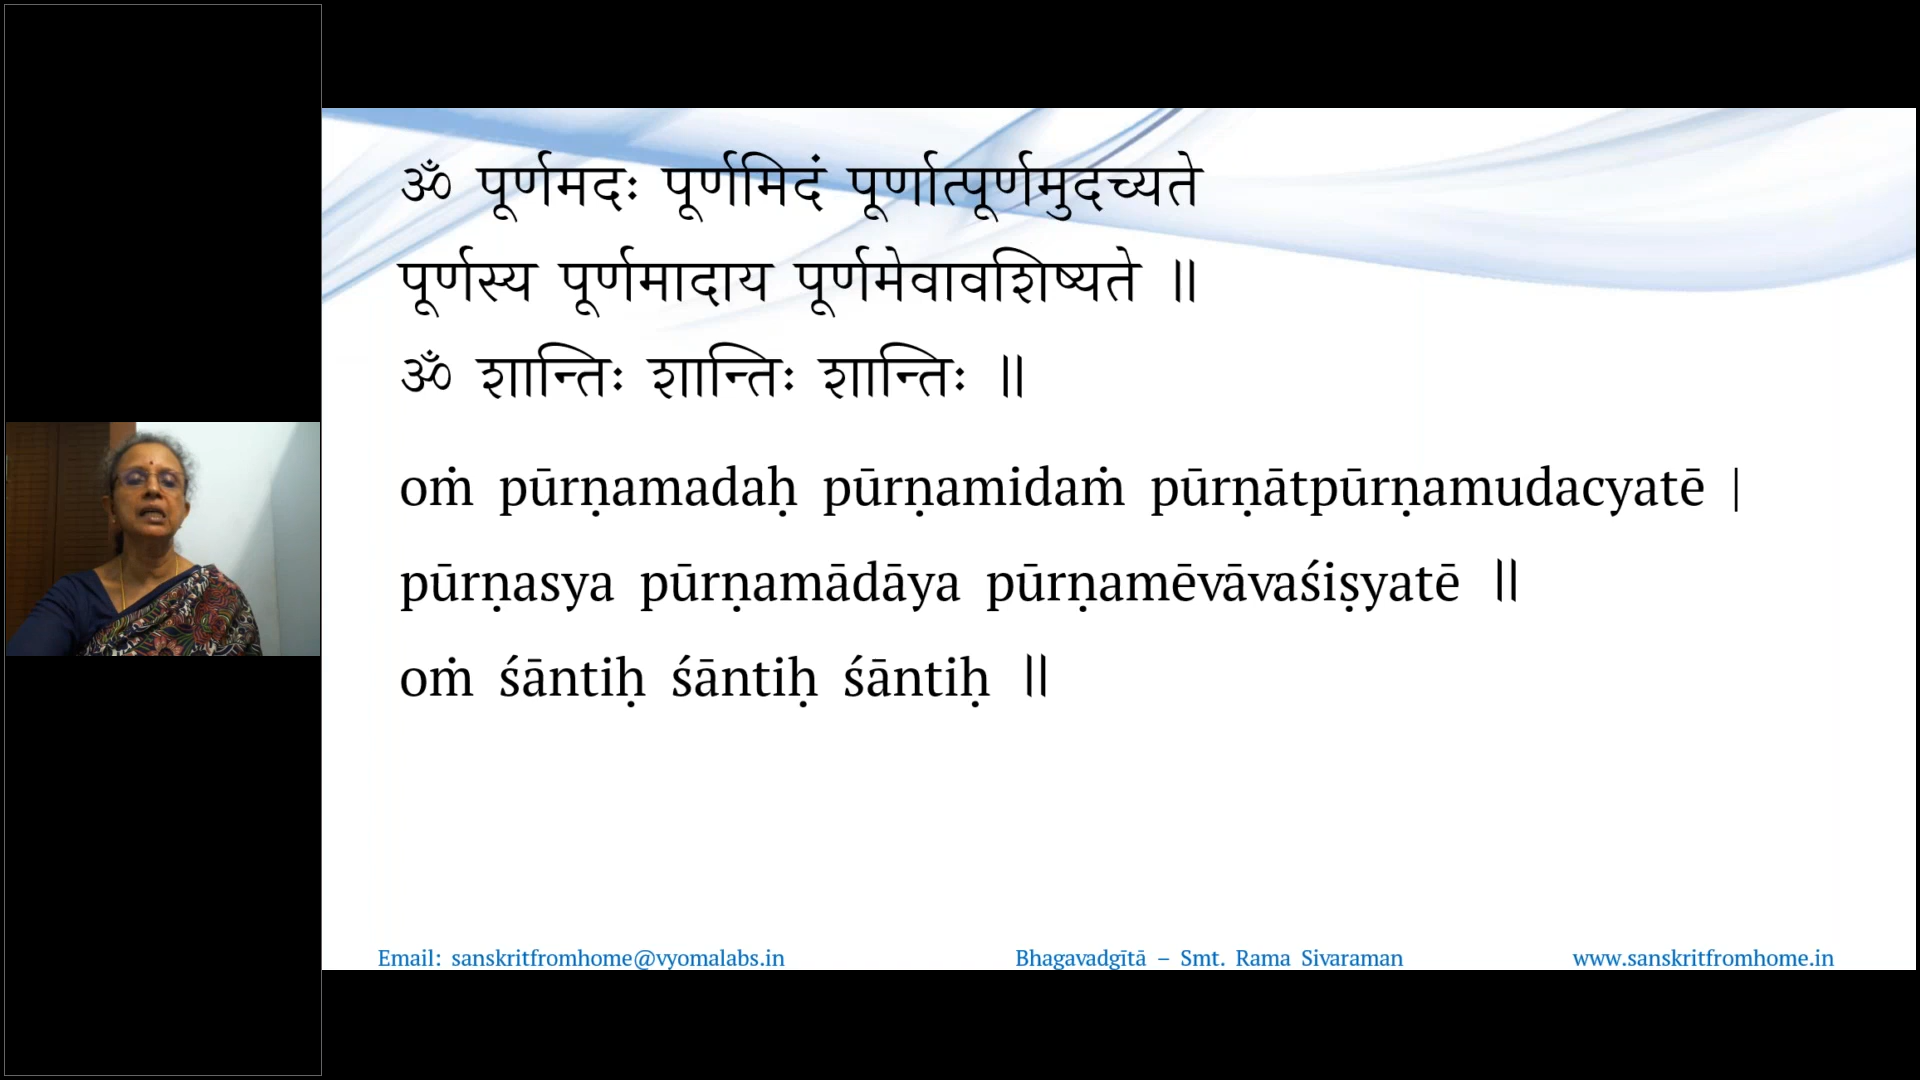 ॐ पूर्णमदः पूर्णमिदं पूर्णात्पूर्णमुदच्यते
पूर्णस्य पूर्णमादाय पूर्णमेवावशिष्यते ॥
ॐ शान्तिः शान्तिः शान्तिः ॥
oṁ pūrṇamadaḥ pūrṇamidaṁ pūrṇātpūrṇamudacyatē |
pūrṇasya pūrṇamādāya pūrṇamēvāvaśiṣyatē ॥
oṁ śāntiḥ śāntiḥ śāntiḥ ॥
Email: sanskritfromhome@vyomalabs.in Bhagavadgītā – Smt. Rama Sivaraman www.sanskritfromhome.in